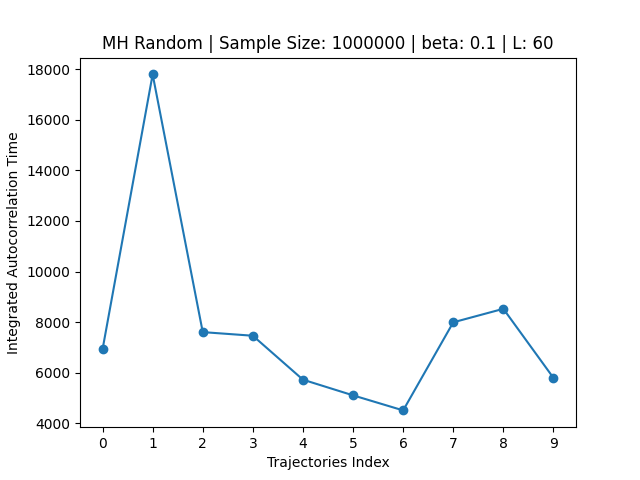 MH Random | Sample Size: 1000000 | beta: 0.1 | L: 60
18000
16000
14000
12000
10000
8000
6000
4000
Integrated Autocorrelation Time
0 1 2 3 4 5 6 7 8 9
Trajectories Index